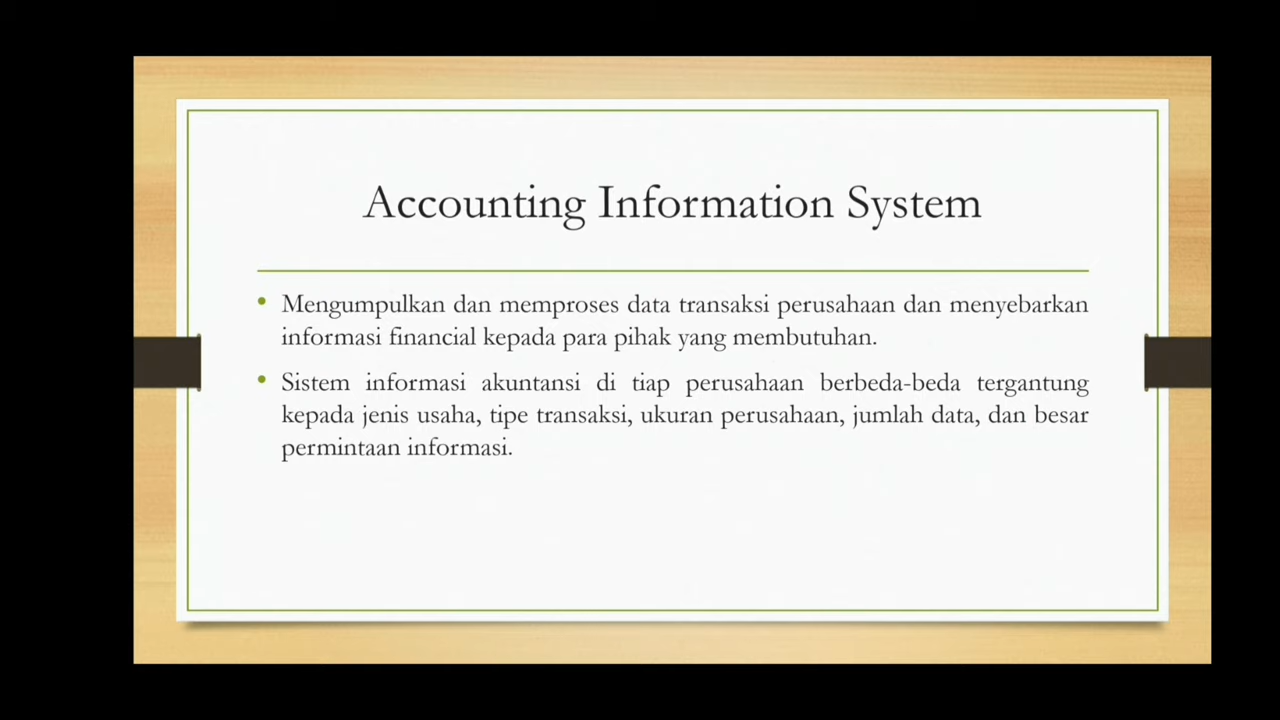 Accounting Information System
• Mengumpulkan dan memproses data transaksi perusahaan dan menyebarkan
informasi financial kepada para pihak yang membutuhan.
• Sistem informasi akuntansi di tiap perusahaan berbeda-beda tergantung
kepada jenis usaha, tipe transaksi, ukuran perusahaan, jumlah data, dan besar
permintaan informasi.